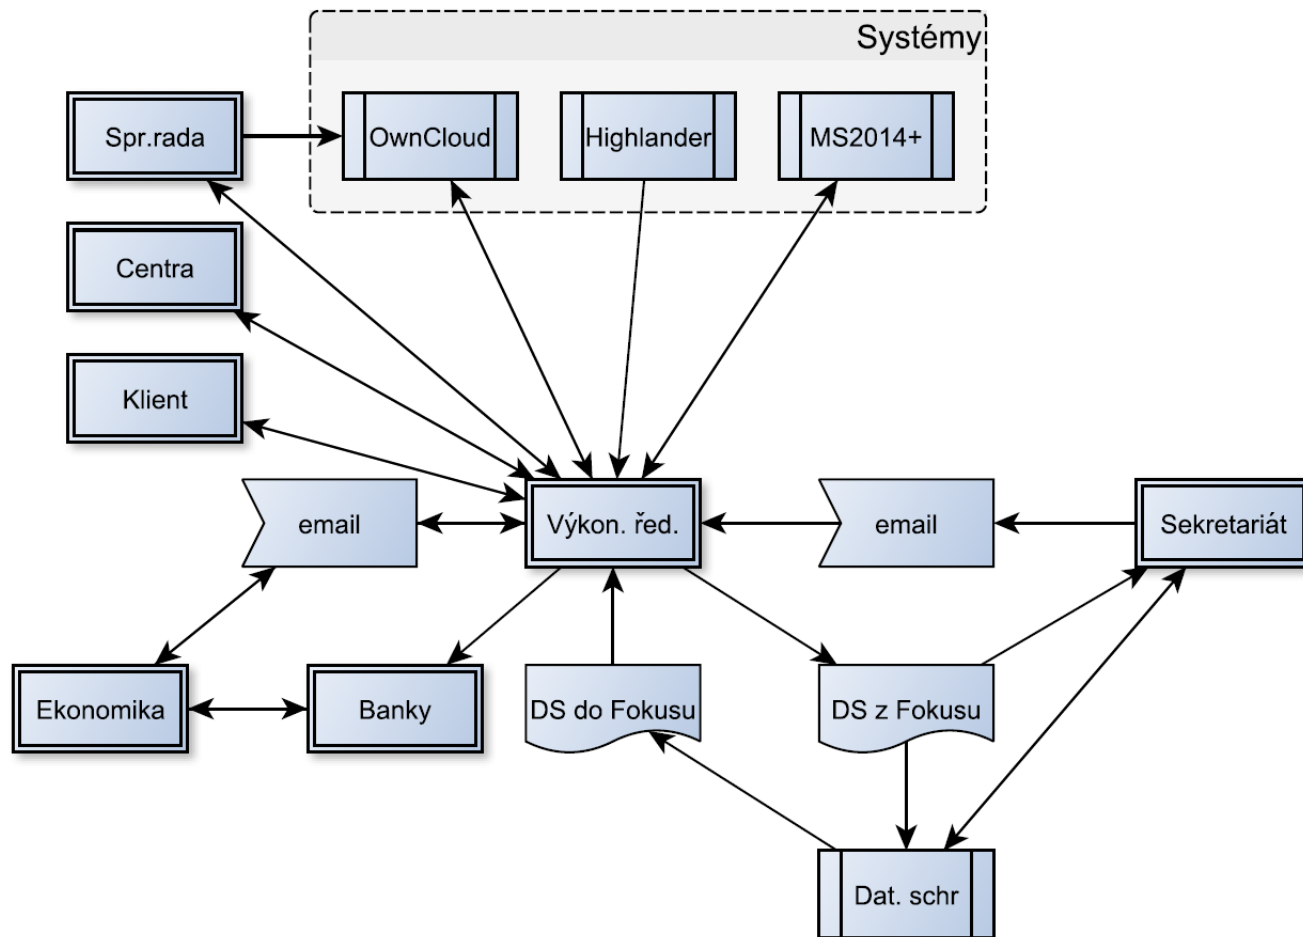 Systémy
Spr.rada
OwnCloud
Highlander
MS2014+
Centra
Klient
email
Výkon. řed.
email
Sekretariát
Ekonomika
Banky
DS do Fokusu
DS z Fokusu
Dat. schr